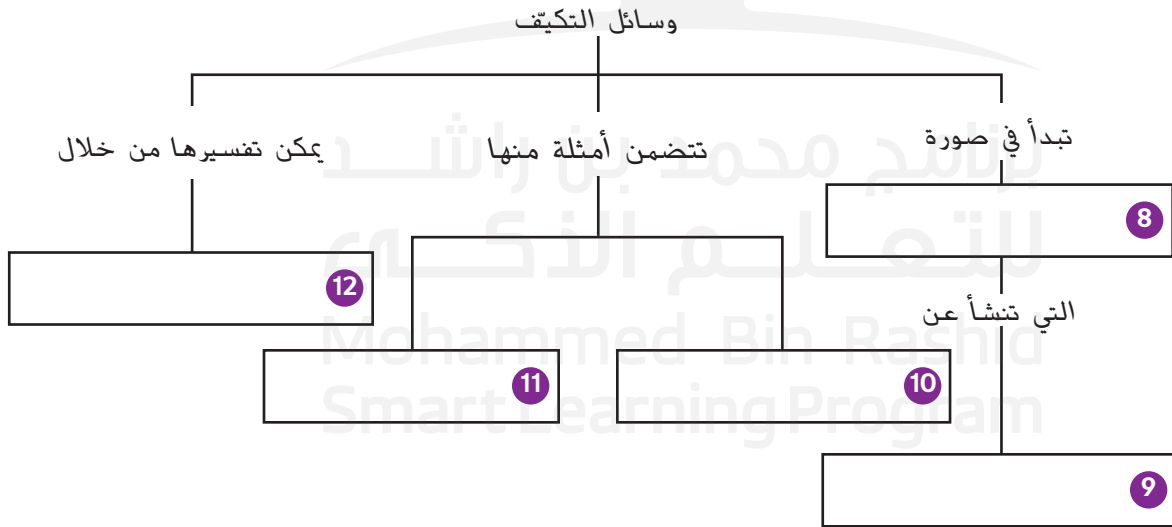 وسائل التكيّف
تبدأ في صورة
تتضمن أمثلة منها
يمكن تفسيرها من خلال
8
12
التي تنشأ عن
10
11
9
برنامج محمد بن راشد
للتعلم الذكي
Mohammed Bin Rashid
Smart Learning Program